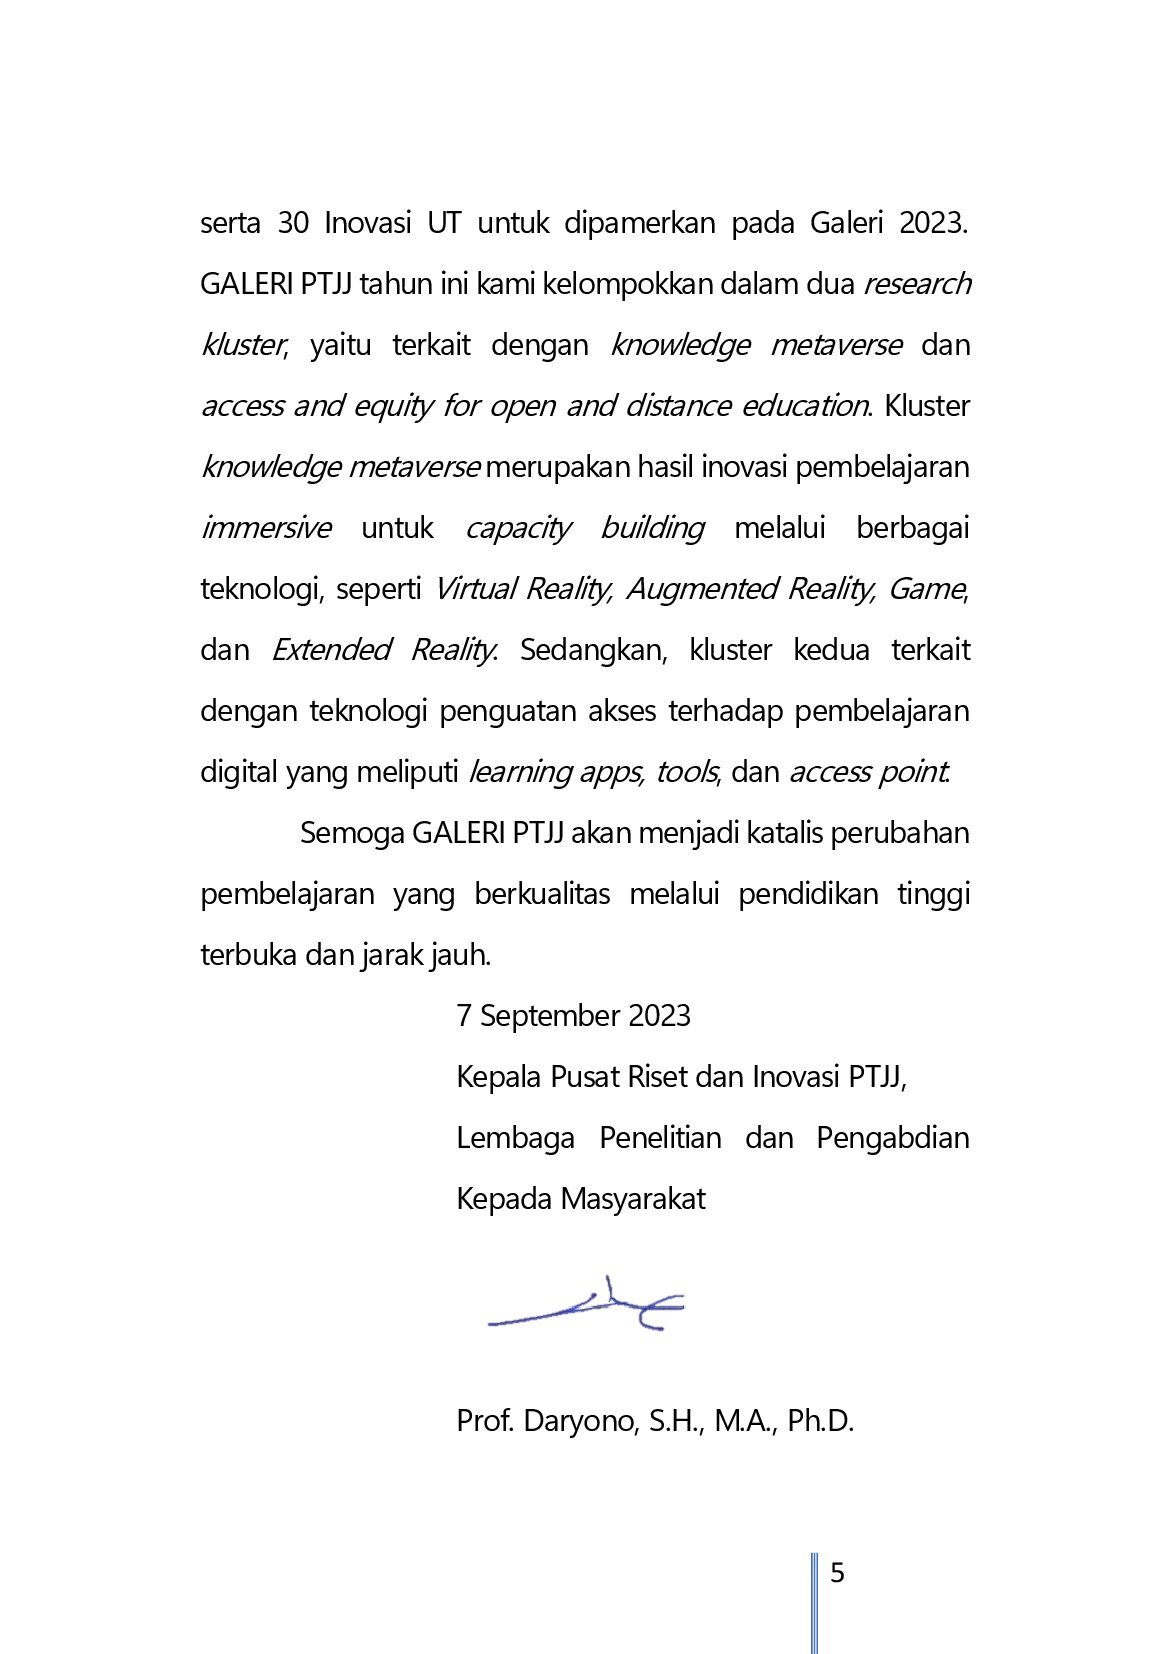 serta 30 Inovasi UT untuk dipamerkan pada Galeri 2023.
GALERI PTJJ tahun ini kami kelompokkan dalam dua research
kluster, yaitu terkait dengan knowledge metaverse dan
access and equity for open and distance education. Kluster
knowledge metaverse merupakan hasil inovasi pembelajaran
immersive untuk capacity building melalui berbagai
teknologi, seperti Virtual Reality, Augmented Reality, Game,
dan Extended Reality. Sedangkan, kluster kedua terkait
dengan teknologi penguatan akses terhadap pembelajaran
digital yang meliputi learning apps, tools, dan access point.
Semoga GALERI PTJJ akan menjadi katalis perubahan
pembelajaran yang berkualitas melalui pendidikan tinggi
terbuka dan jarak jauh.
7 September 2023
Kepala Pusat Riset dan Inovasi PTJJ,
Lembaga Penelitian dan Pengabdian
Kepada Masyarakat
Prof. Daryono, S.H., M.A., Ph.D.
5